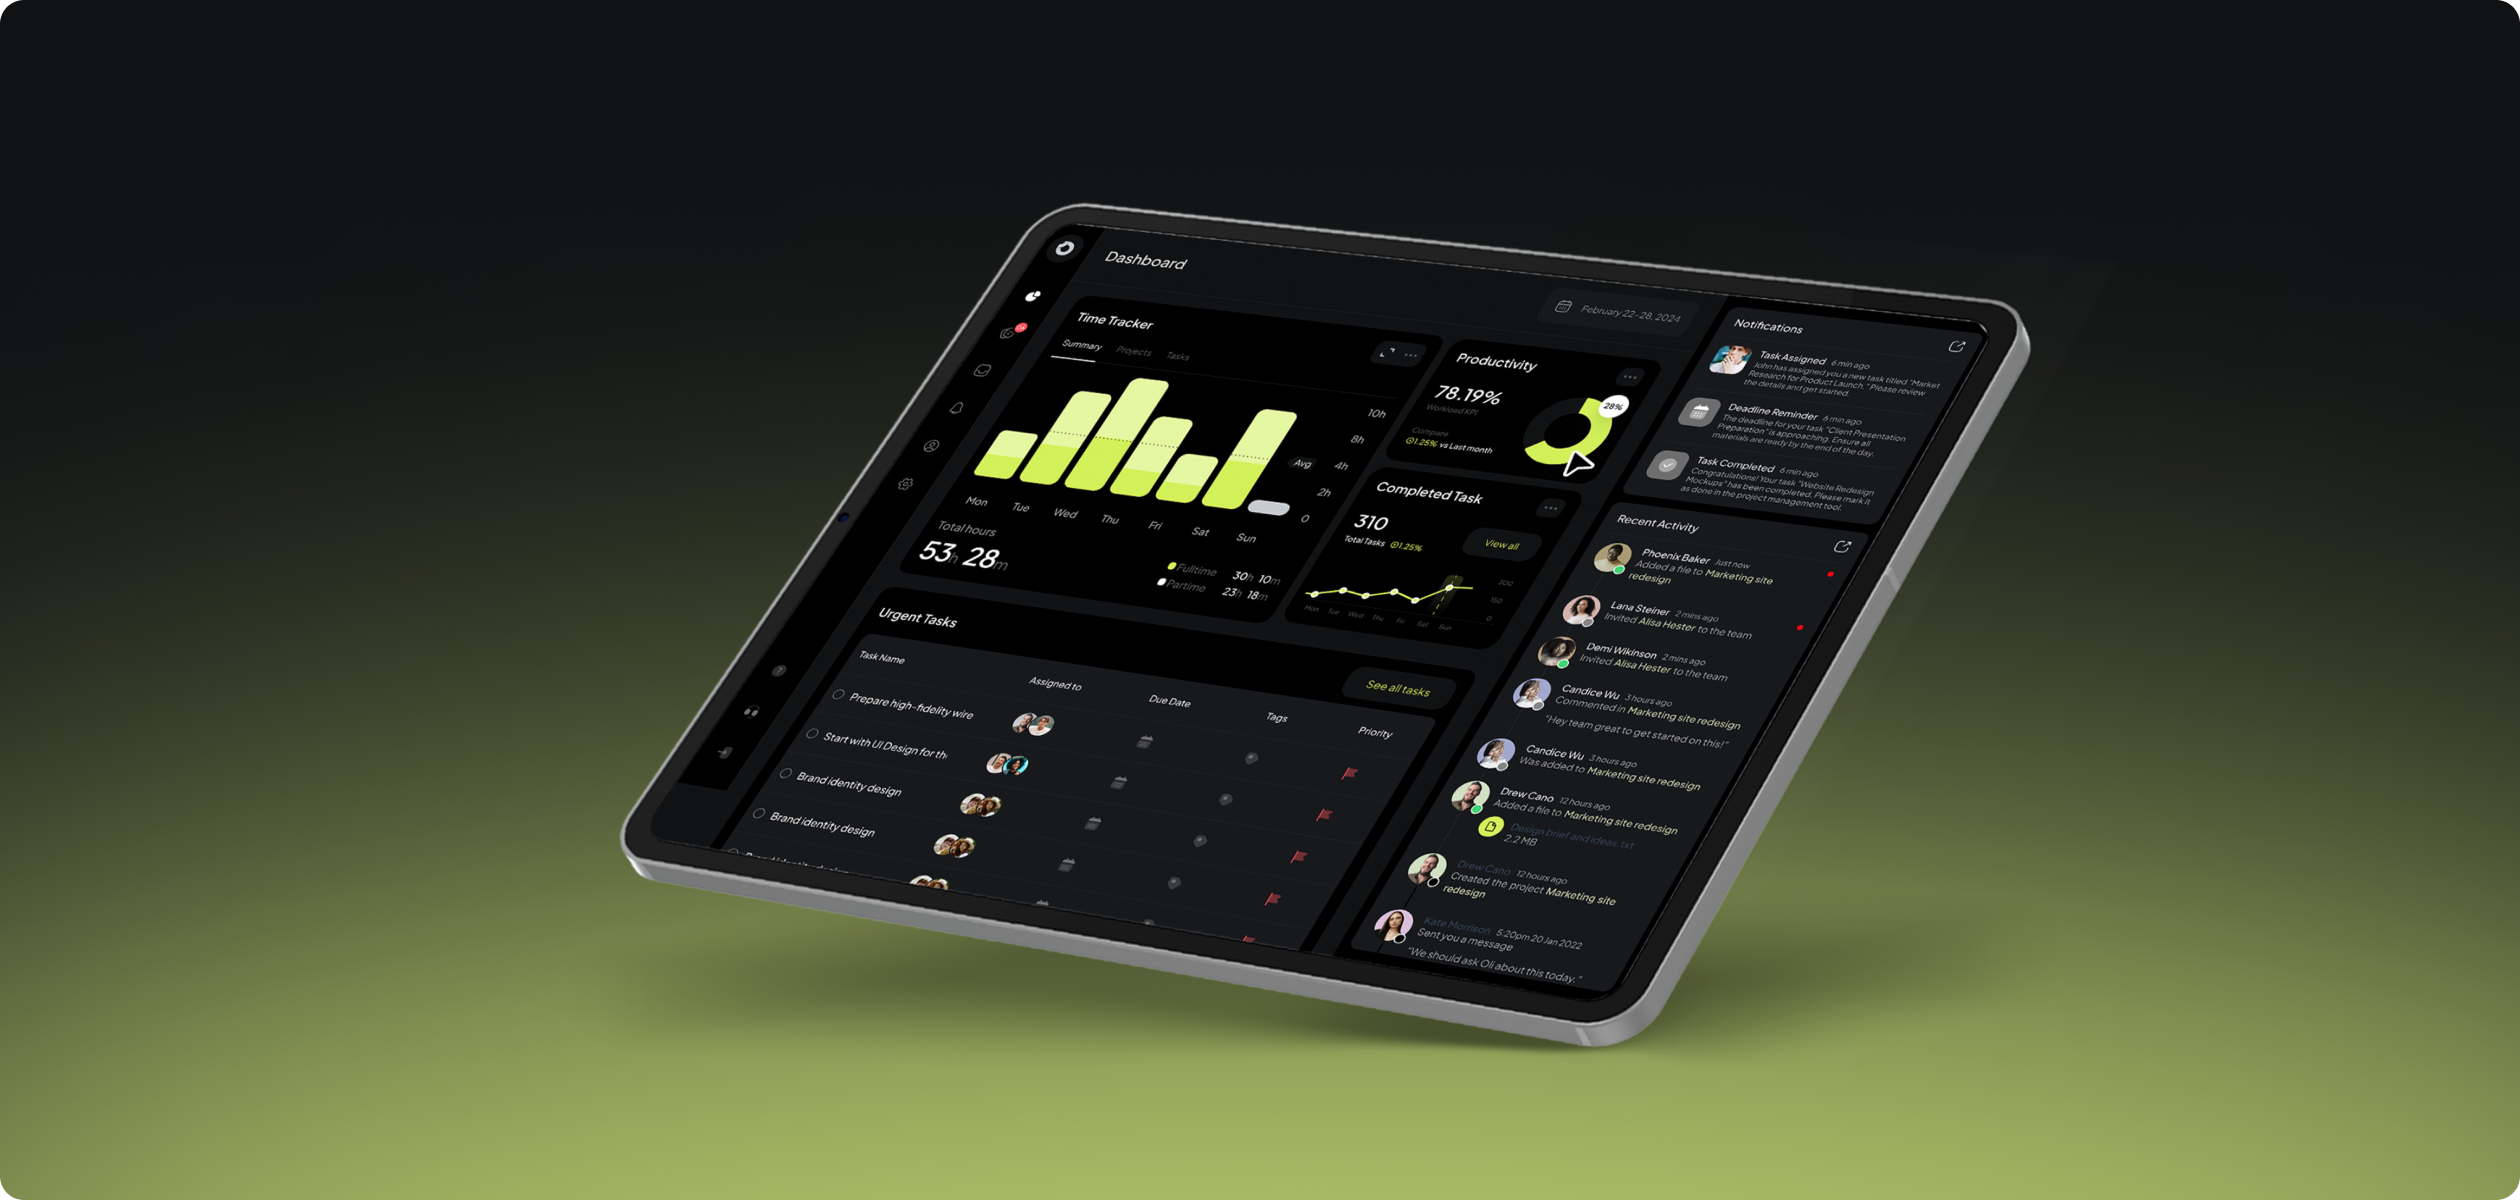 Dashboard
February 22-28, 2024
Time Tracker
Summary
Projects
Tasks
10h
8h
Avg
4h
2h
0
Mon
Tue
Wed
Thu
Fri
Sat
Sun
Total hours
53h 28m
Fulltime 30h 10m
Partime 23h 18m
Productivity
78.19%
Workload KPI
Compare
1.25% vs Last month
28%
Completed Task
310
Total Tasks 1.25%
View all
300
150
0
Mon
Tue
Wed
Thu
Fri
Sat
Sun
Urgent Tasks
See all tasks
Task Name
Assigned to
Due Date
Tags
Priority
Prepare high-fidelity wire
Start with UI Design for th
Brand identity design
Brand identity design
Brand identity design
Notifications
Task Assigned 6 min ago
John has assigned you a new task titled "Market
Research for Product Launch." Please review
the details and get started.
Deadline Reminder 6 min ago
The deadline for your task "Client Presentation
Preparation" is approaching. Ensure all
materials are ready by the end of the day.
Task Completed 6 min ago
Congratulations! Your task "Website Redesign
Mockups" has been completed. Please mark it
as done in the project management tool.
Recent Activity
Phoenix Baker Just now
Added a file to Marketing site
redesign
Lana Steiner 2 mins ago
Invited Alisa Hester to the team
Demi Wikinson 2 mins ago
Invited Alisa Hester to the team
Candice Wu 3 hours ago
Commented in Marketing site redesign
"Hey team great to get started on this!"
Candice Wu 3 hours ago
Was added to Marketing site redesign
Drew Cano 12 hours ago
Added a file to Marketing site redesign
Design brief and ideas.txt
2.2 MB
Drew Cano 12 hours ago
Created the project Marketing site
redesign
Kate Morrison 5:20pm 20 Jan 2022
Sent you a message
"We should ask Oli about this today."